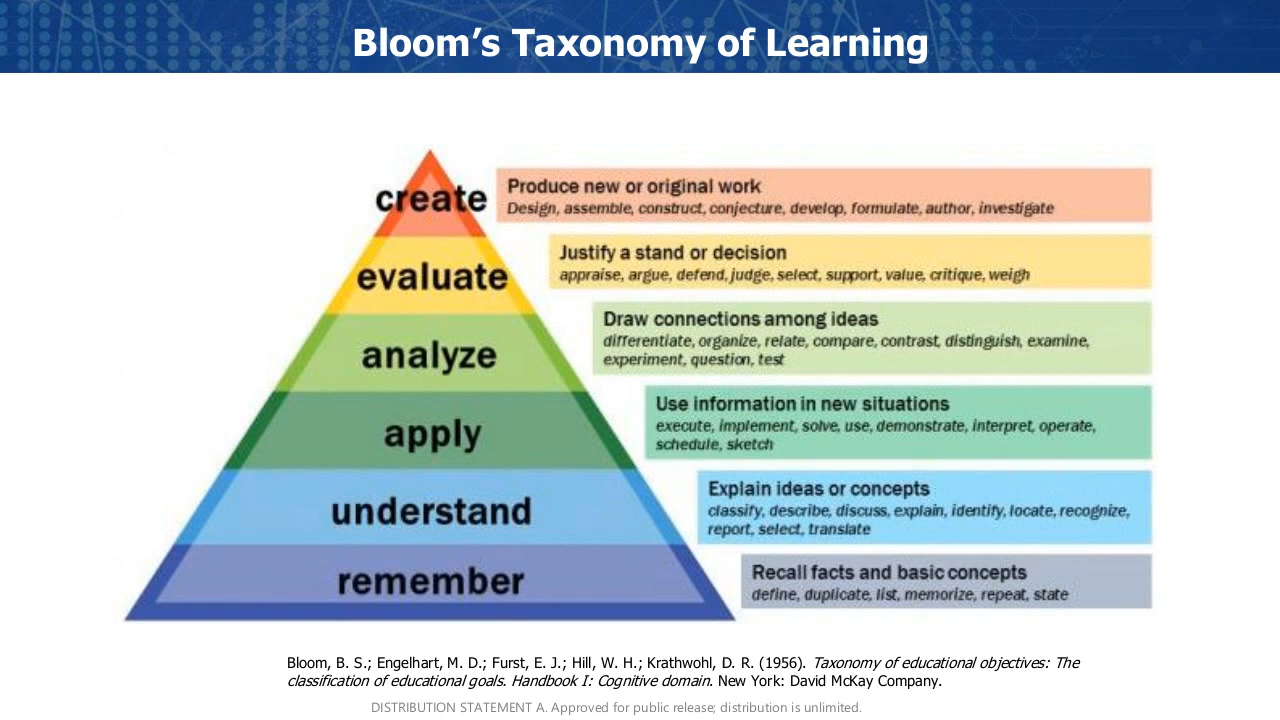 Bloom’s Taxonomy of Learning
create
Produce new or original work
Design, assemble, construct, conjecture, develop, formulate, author, investigate
evaluate
Justify a stand or decision
appraise, argue, defend, judge, select, support, value, critique, weigh
analyze
Draw connections among ideas
differentiate, organize, relate, compare, contrast, distinguish, examine,
experiment, question, test
apply
Use information in new situations
execute, implement, solve, use, demonstrate, interpret, operate,
schedule, sketch
understand
Explain ideas or concepts
classify, describe, discuss, explain, identify, locate, recognize,
report, select, translate
remember
Recall facts and basic concepts
define, duplicate, list, memorize, repeat, state
Bloom, B. S.; Engelhart, M. D.; Furst, E. J.; Hill, W. H.; Krathwohl, D. R. (1956). Taxonomy of educational objectives: The
classification of educational goals. Handbook I: Cognitive domain. New York: David McKay Company.
DISTRIBUTION STATEMENT A. Approved for public release; distribution is unlimited.